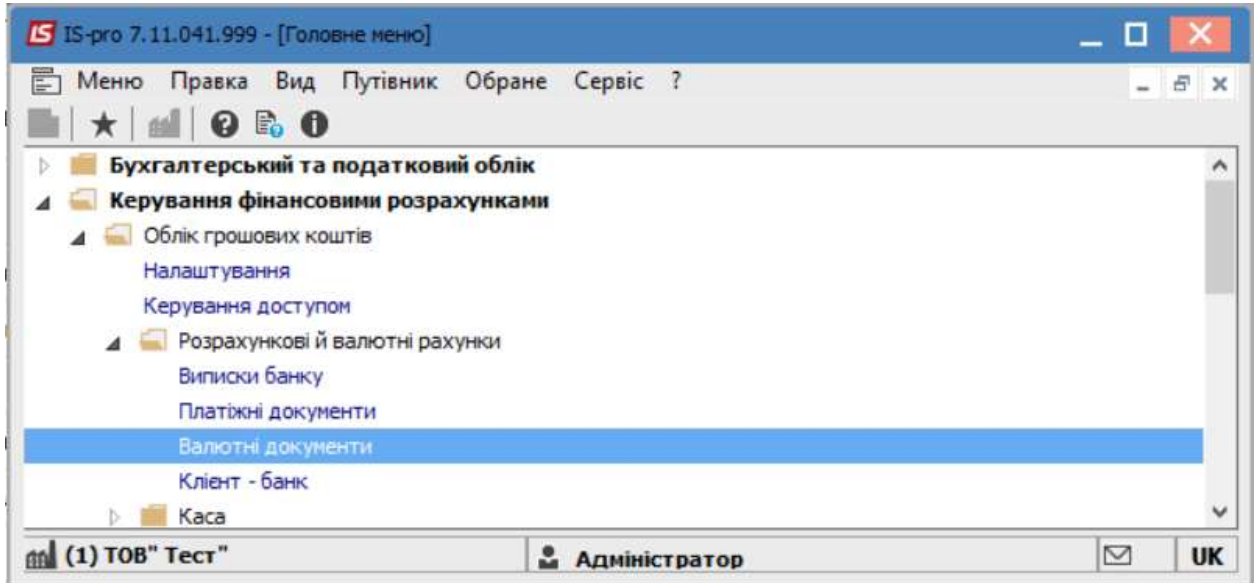 IS IS-pro 7.11.041.999 - [Головне меню]
Меню Правка Вид Путівник Обране Сервіс ?
Бухгалтерський та податковий облік
Керування фінансовими розрахунками
Облік грошових коштів
Налаштування
Керування доступом
Розрахункові й валютні рахунки
Виписки банку
Платіжні документи
Валютні документи
Клієнт - банк
Каса
(1) ТОВ" Тест" Адміністратор UK